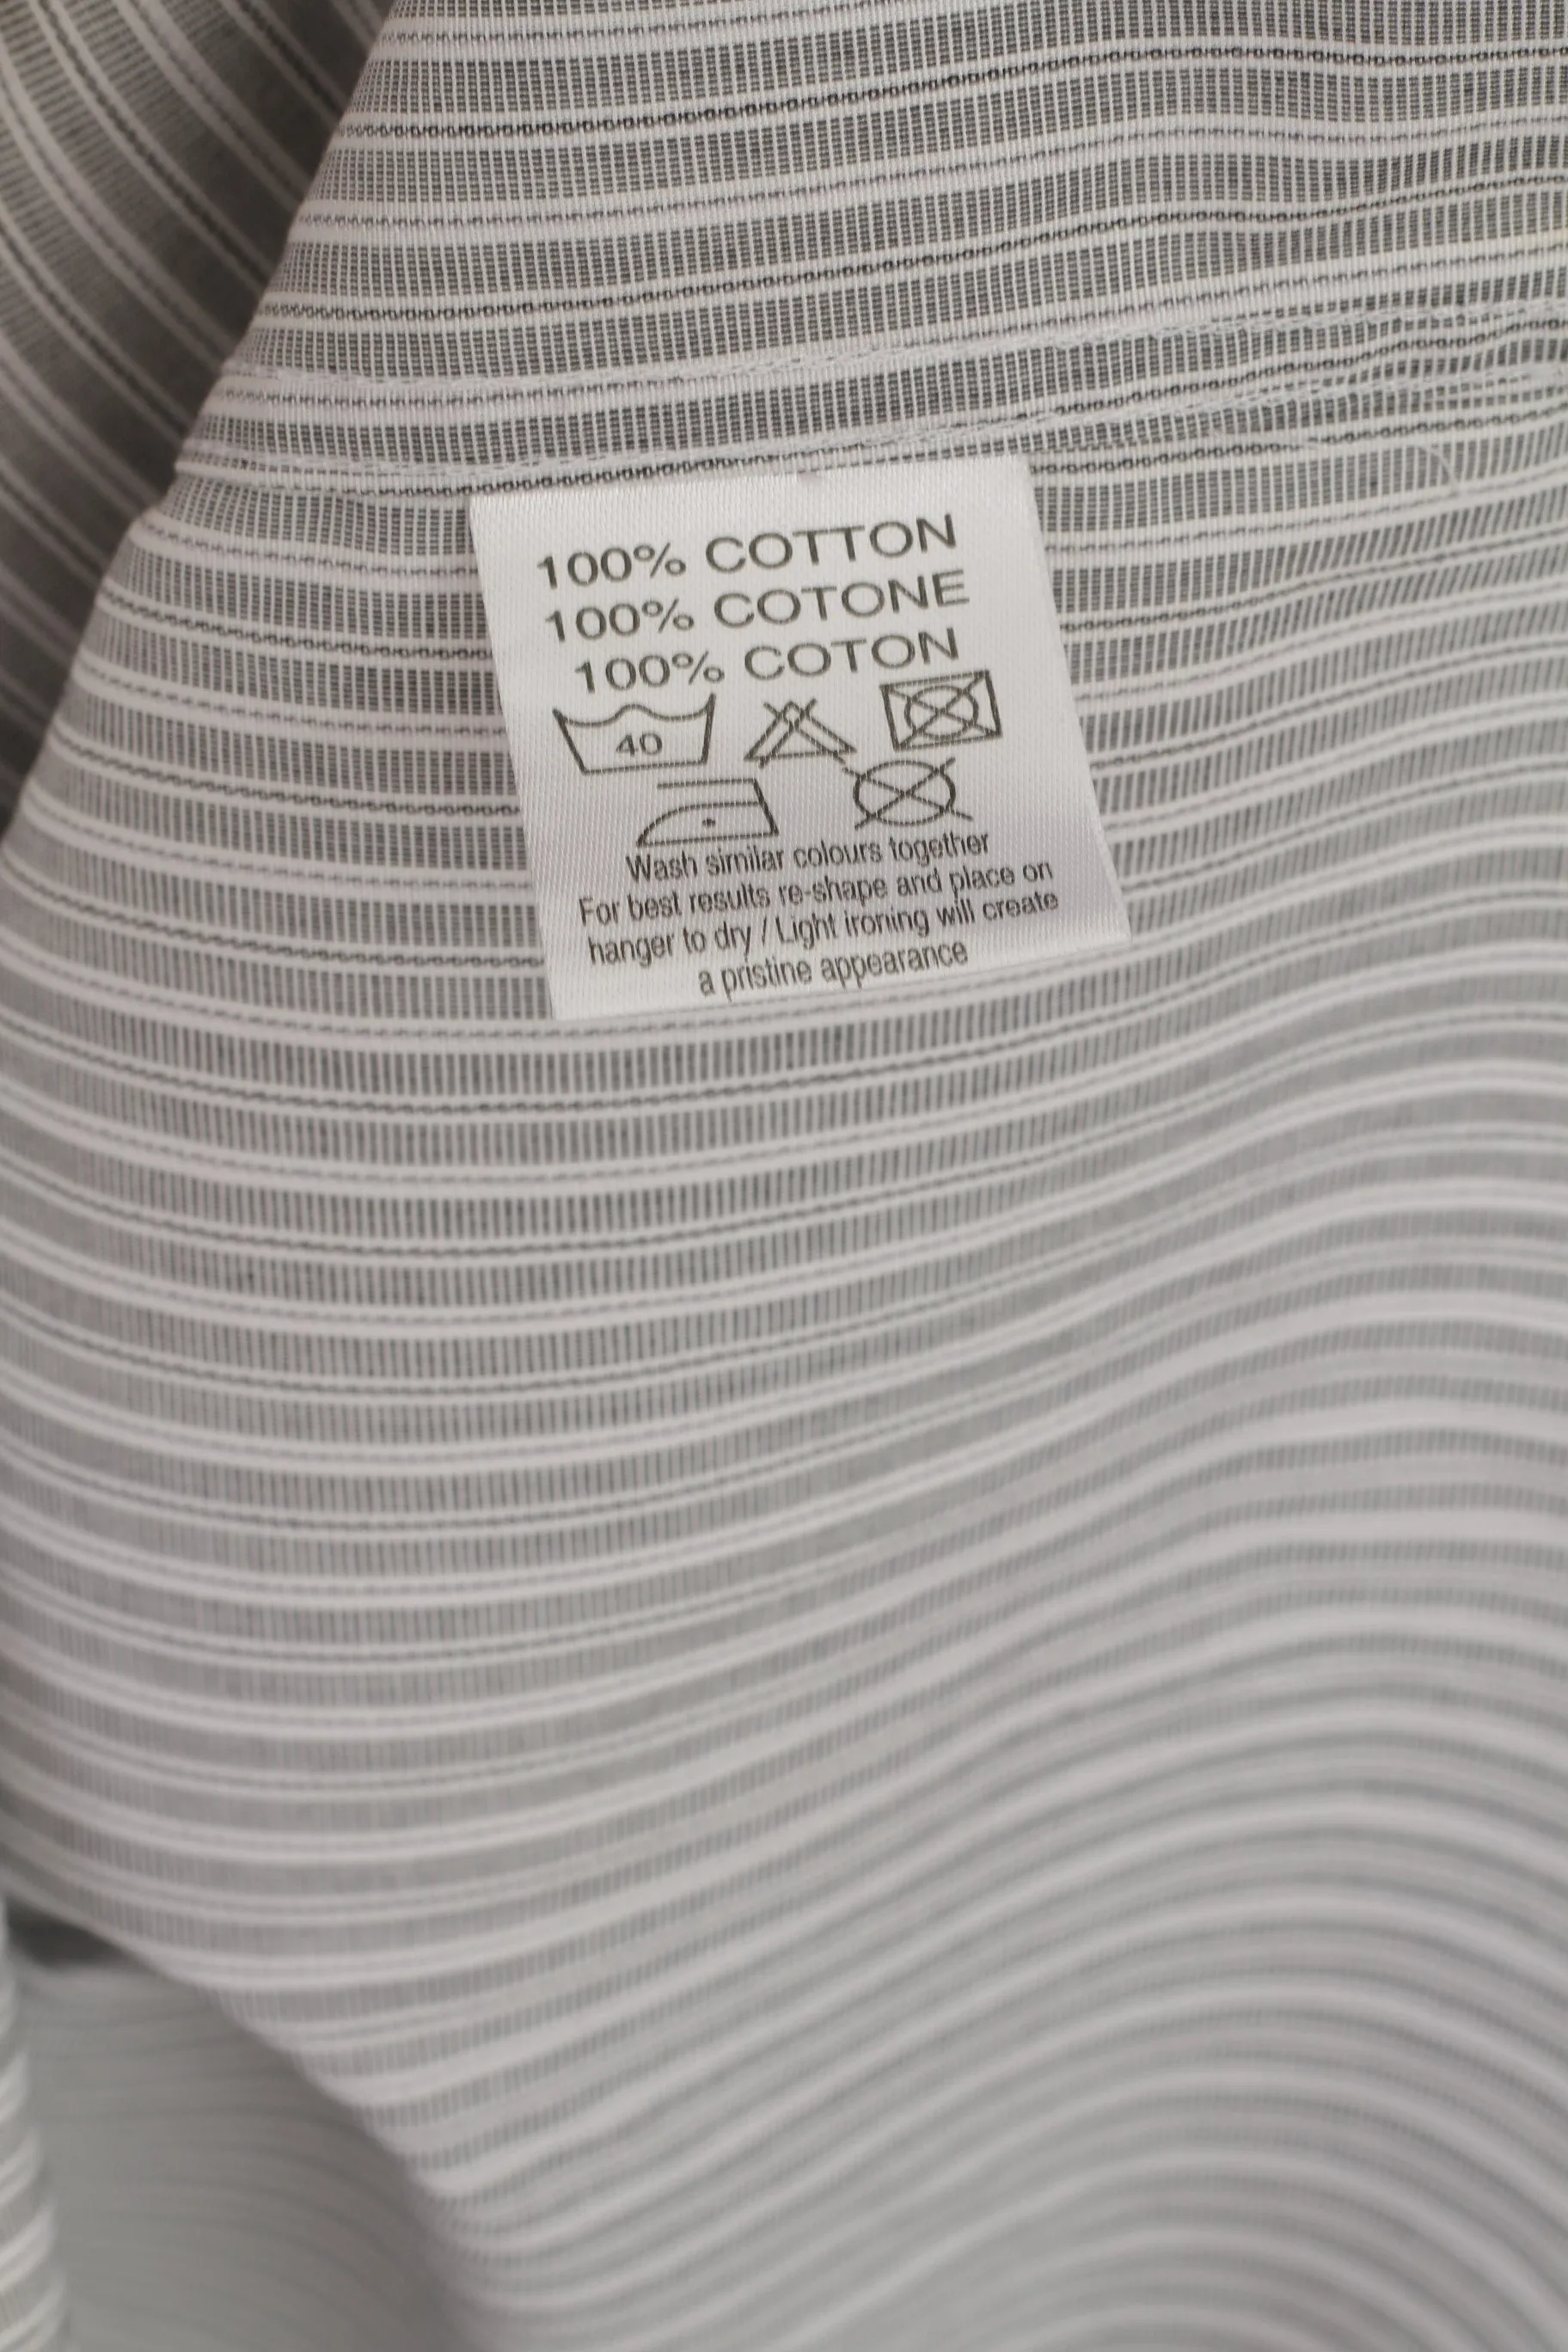 100% COTTON
100% COTONE
100% COTON
40
Wash similar colours together
For best results re-shape and place on
hanger to dry / Light ironing will create
a pristine appearance